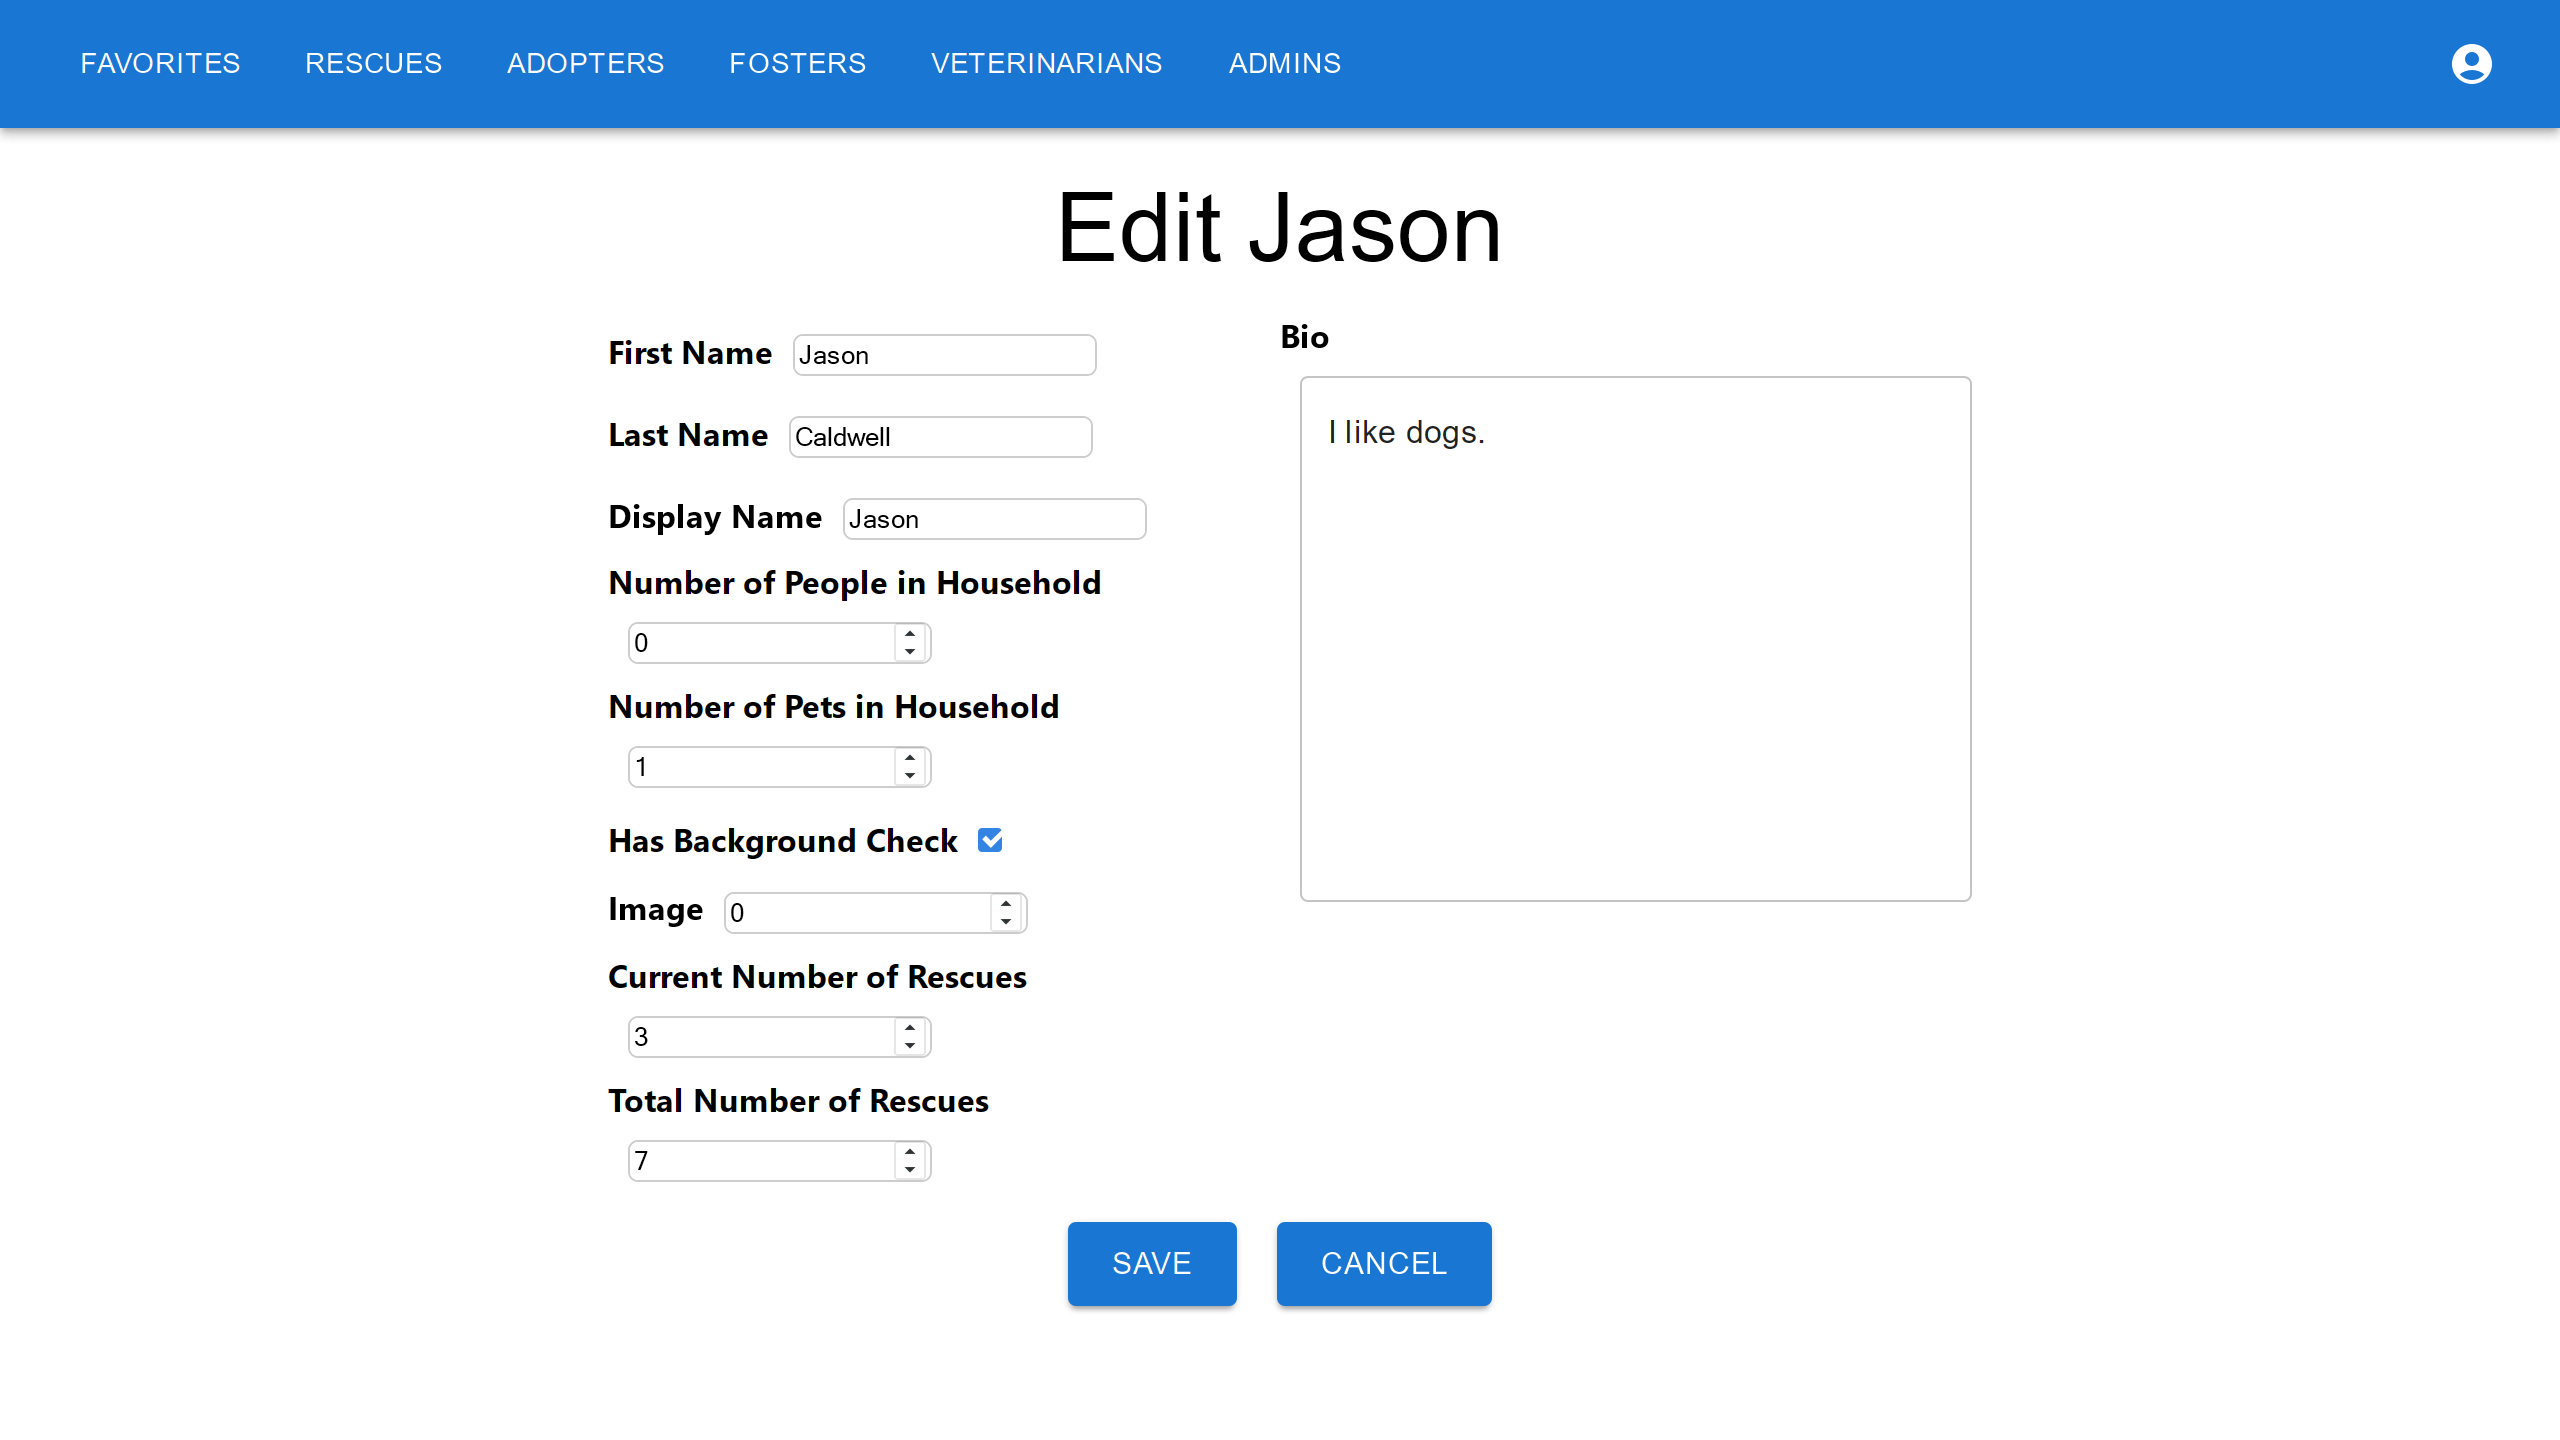 FAVORITES RESCUES ADOPTERS FOSTERS VETERINARIANS ADMINS
Edit Jason
First Name Jason
Last Name Caldwell
Display Name Jason
Number of People in Household
0
Number of Pets in Household
1
Has Background Check
Image 0
Current Number of Rescues
3
Total Number of Rescues
7
Bio
I like dogs.
SAVE CANCEL